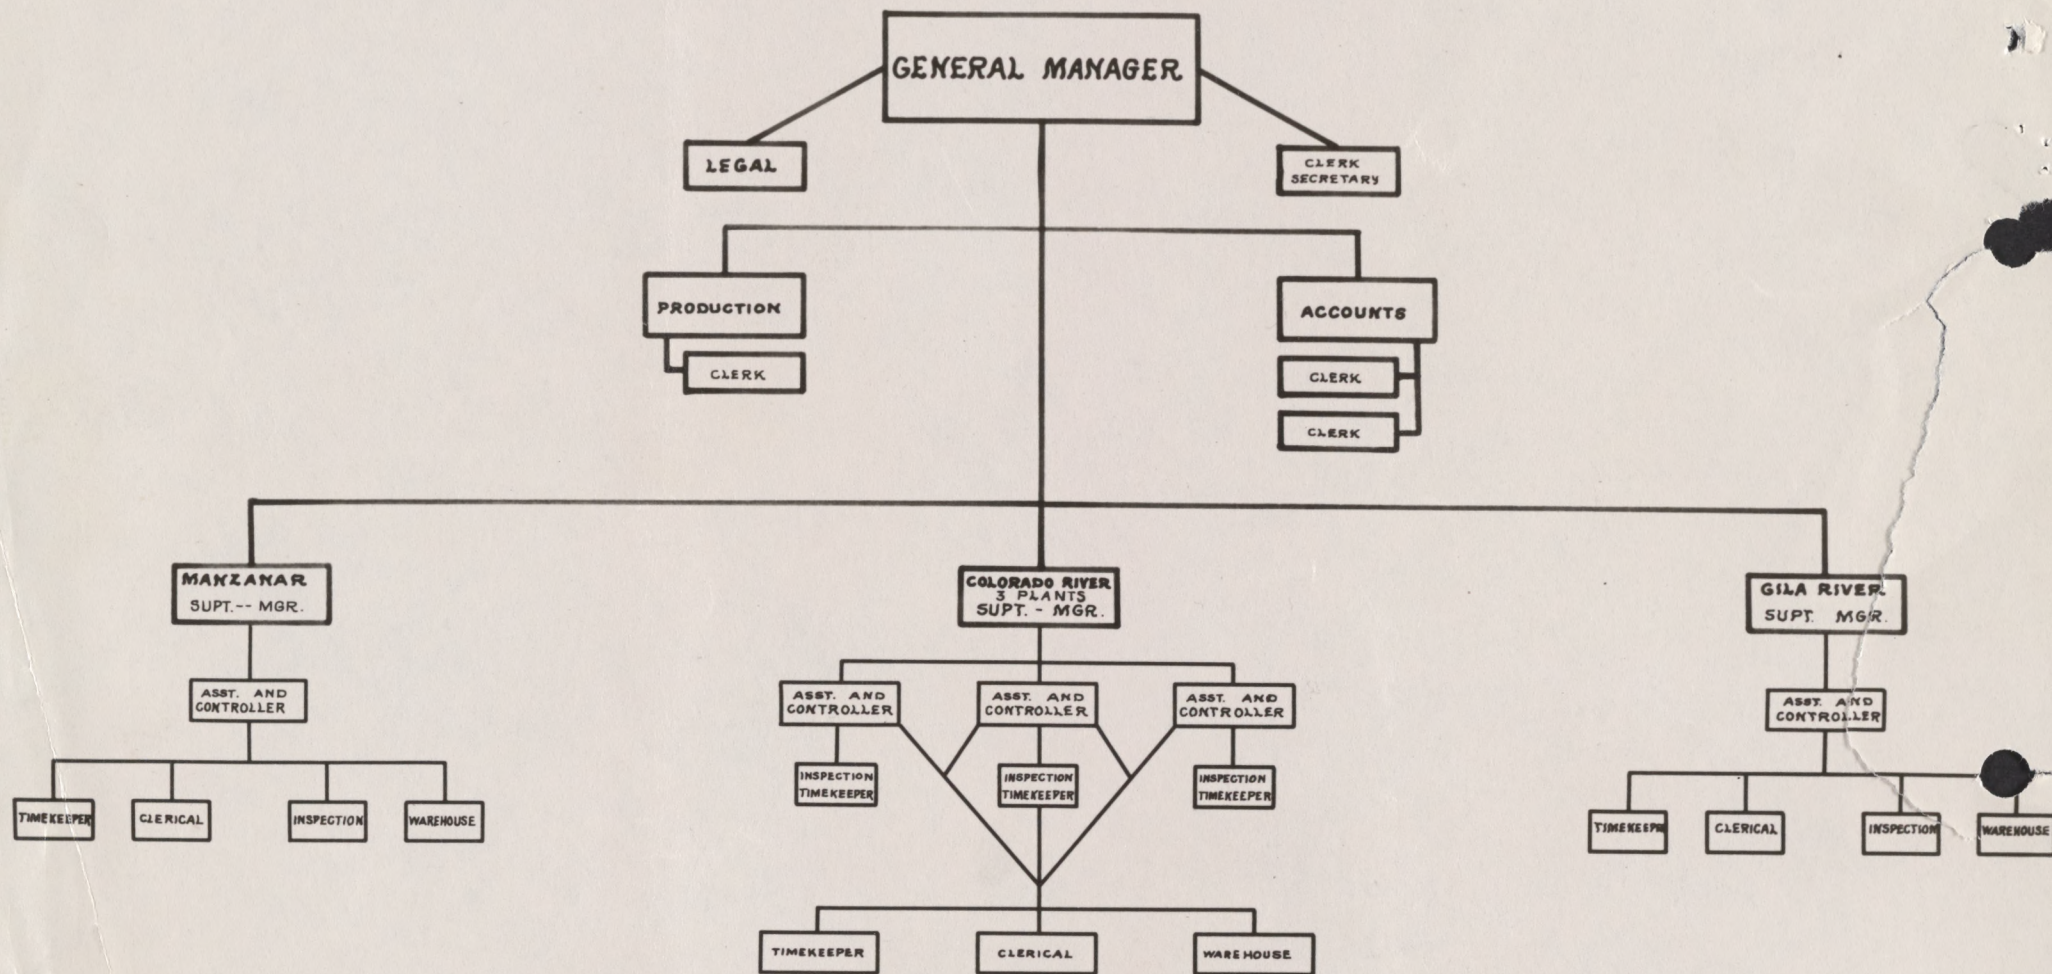 GENERAL MANAGER
LEGAL
CLERK
SECRETARY
PRODUCTION
ACCOUNTS
CLERK
CLERK
CLERK
MANZANAR
SUPT.-- MGR.
COLORADO RIVER
3 PLANTS
SUPT. - MGR.
GILA RIVER
SUPT. MGR.
ASST. AND
CONTROLLER
ASST. AND
CONTROLLER
ASST. AND
CONTROLLER
ASST. AND
CONTROLLER
ASST. AND
CONTROLLER
INSPECTION
TIMEKEEPER
INSPECTION
TIMEKEEPER
INSPECTION
TIMEKEEPER
TIMEKEEPER
CLERICAL
INSPECTION
WAREHOUSE
TIMEKEEPR
CLERICAL
INSPECTION
WAREHOUSE
TIMEKEEPER
CLERICAL
WAREHOUSE